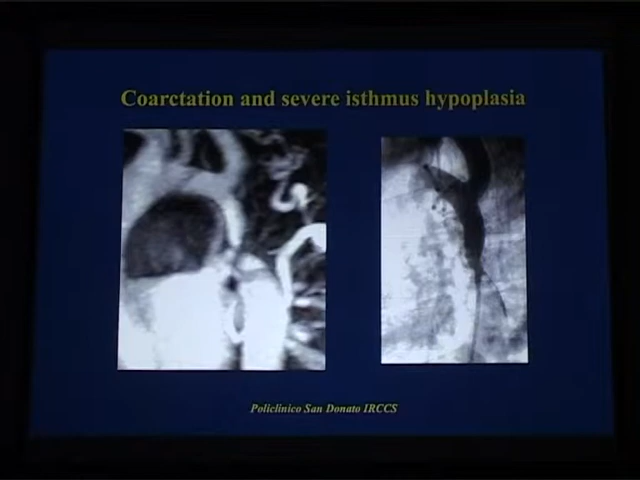 Coarctation and severe isthmus hypoplasia
Policlinico San Donato IRCCS